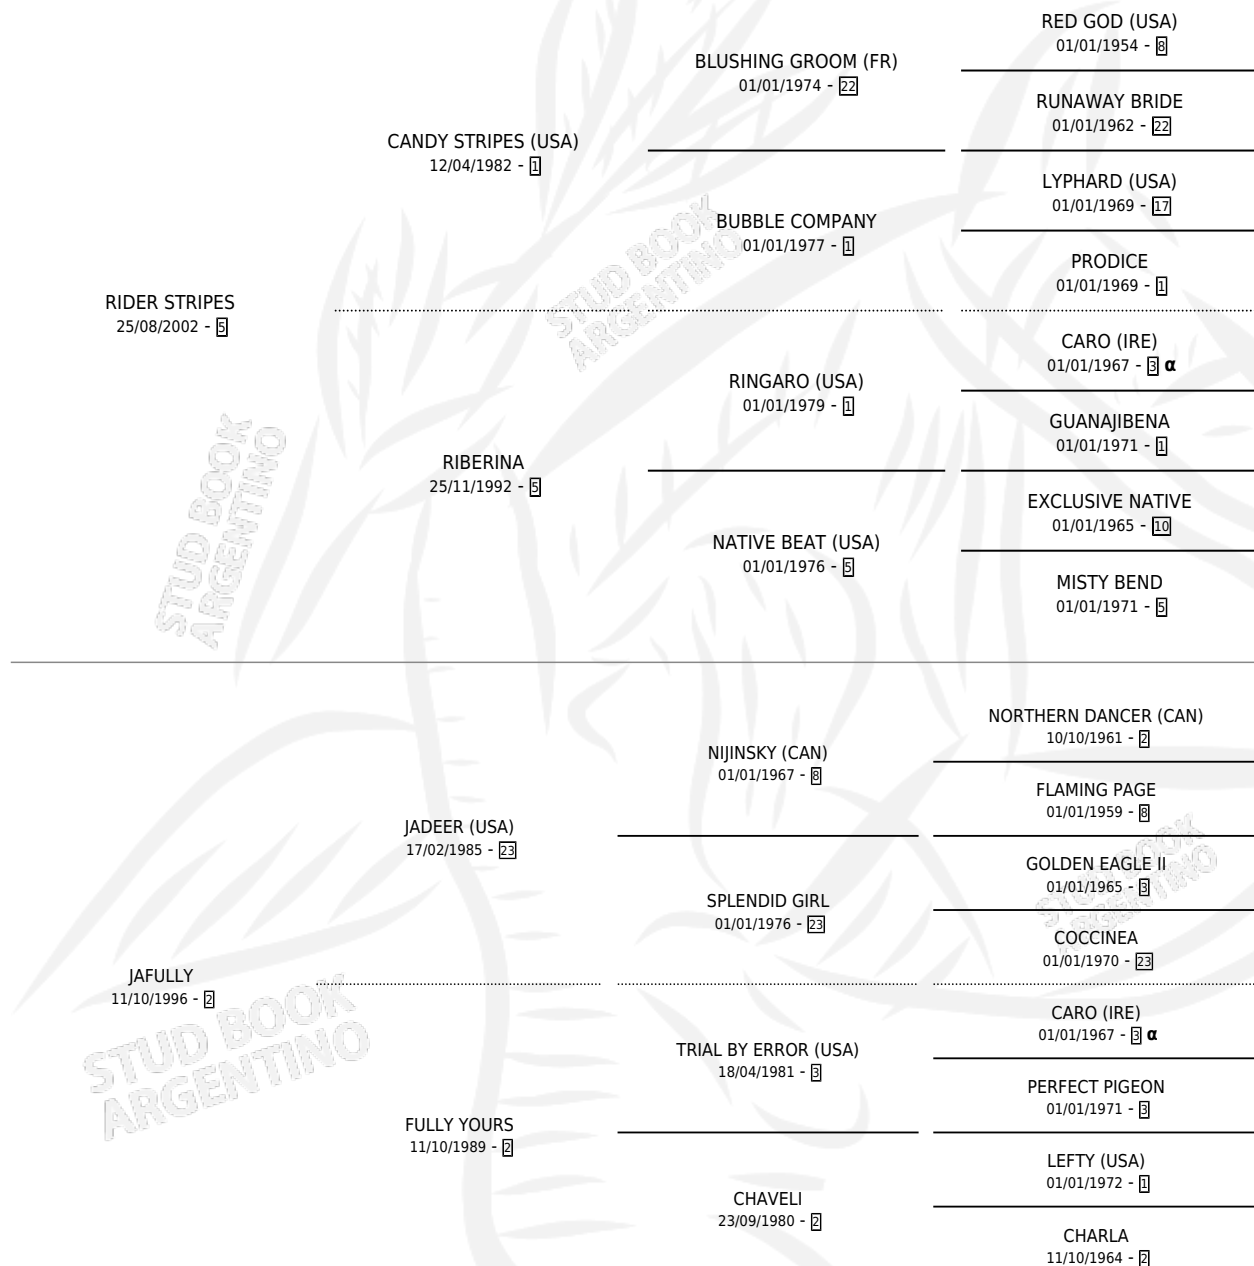 RED GOD (USA)
01/01/1954 - 8
BLUSHING GROOM (FR)
01/01/1974 - 22
RUNAWAY BRIDE
01/01/1962 - 22
CANDY STRIPES (USA)
12/04/1982 - 1
LYPHARD (USA)
01/01/1969 - 17
BUBBLE COMPANY
01/01/1977 - 1
PRODICE
01/01/1969 - 1
RIDER STRIPES
25/08/2002 - 5
CARO (IRE)
01/01/1967 - 3 α
RINGARO (USA)
01/01/1979 - 1
GUANAJIBENA
01/01/1971 - 1
RIBERINA
25/11/1992 - 5
EXCLUSIVE NATIVE
01/01/1965 - 10
NATIVE BEAT (USA)
01/01/1976 - 5
MISTY BEND
01/01/1971 - 5
NORTHERN DANCER (CAN)
10/10/1961 - 2
NIJINSKY (CAN)
01/01/1967 - 8
FLAMING PAGE
01/01/1959 - 8
JADEER (USA)
17/02/1985 - 23
GOLDEN EAGLE II
01/01/1965 - 3
SPLENDID GIRL
01/01/1976 - 23
COCCINEA
01/01/1970 - 23
JAFULLY
11/10/1996 - 2
CARO (IRE)
01/01/1967 - 3 α
TRIAL BY ERROR (USA)
18/04/1981 - 3
PERFECT PIGEON
01/01/1971 - 3
FULLY YOURS
11/10/1989 - 2
LEFTY (USA)
01/01/1972 - 1
CHAVELI
23/09/1980 - 2
CHARLA
11/10/1964 - 2
STUD BOOK
ARGENTINO
STUD BOOK
ARGENTINO
STUD BOOK
ARGENTINO
STUD BOOK
ARGENTINO